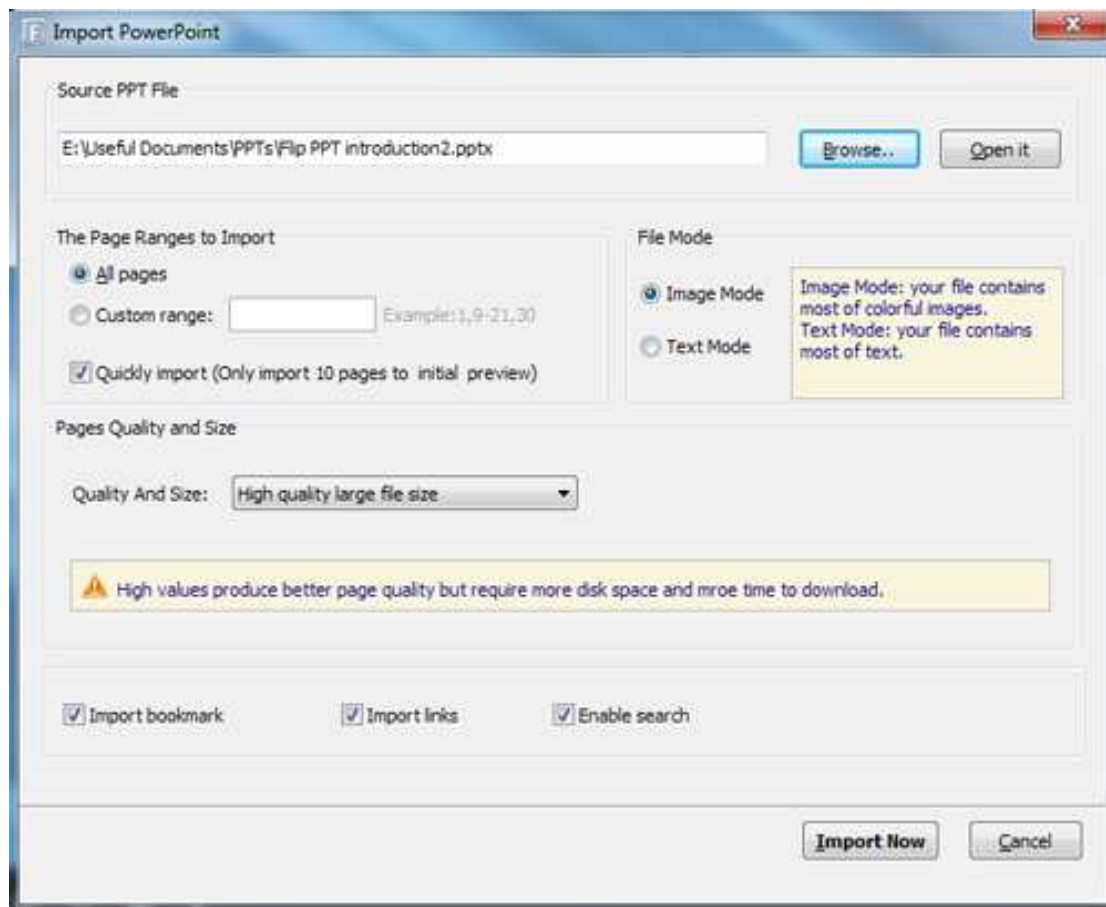 Import PowerPoint
Source PPT File
E:\Useful Documents\PPTs\Flip PPT introduction2.pptx
Browse..
Open it
The Page Ranges to Import
All pages
Custom range:
Example:1,9-21,30
Quickly import (Only import 10 pages to initial preview)
File Mode
Image Mode
Text Mode
Image Mode: your file contains
most of colorful images.
Text Mode: your file contains
most of text.
Pages Quality and Size
Quality And Size:
High quality large file size
High values produce better page quality but require more disk space and mroe time to download.
Import bookmark
Import links
Enable search
Import Now
Cancel